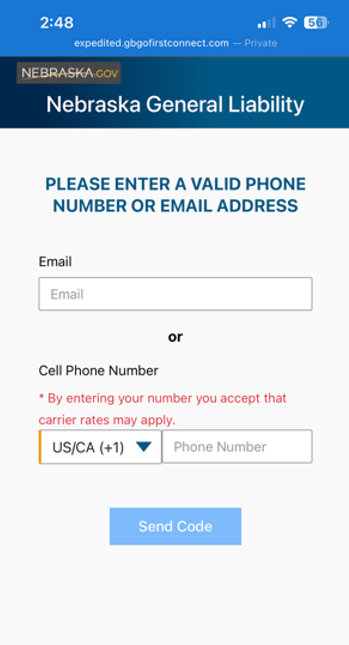 2:48
56
expedited.gbgofirstconnect.com — Private
NEBRASKA.GOV
Nebraska General Liability
PLEASE ENTER A VALID PHONE
NUMBER OR EMAIL ADDRESS
Email
Email
or
Cell Phone Number
* By entering your number you accept that
carrier rates may apply.
US/CA (+1)
Phone Number
Send Code